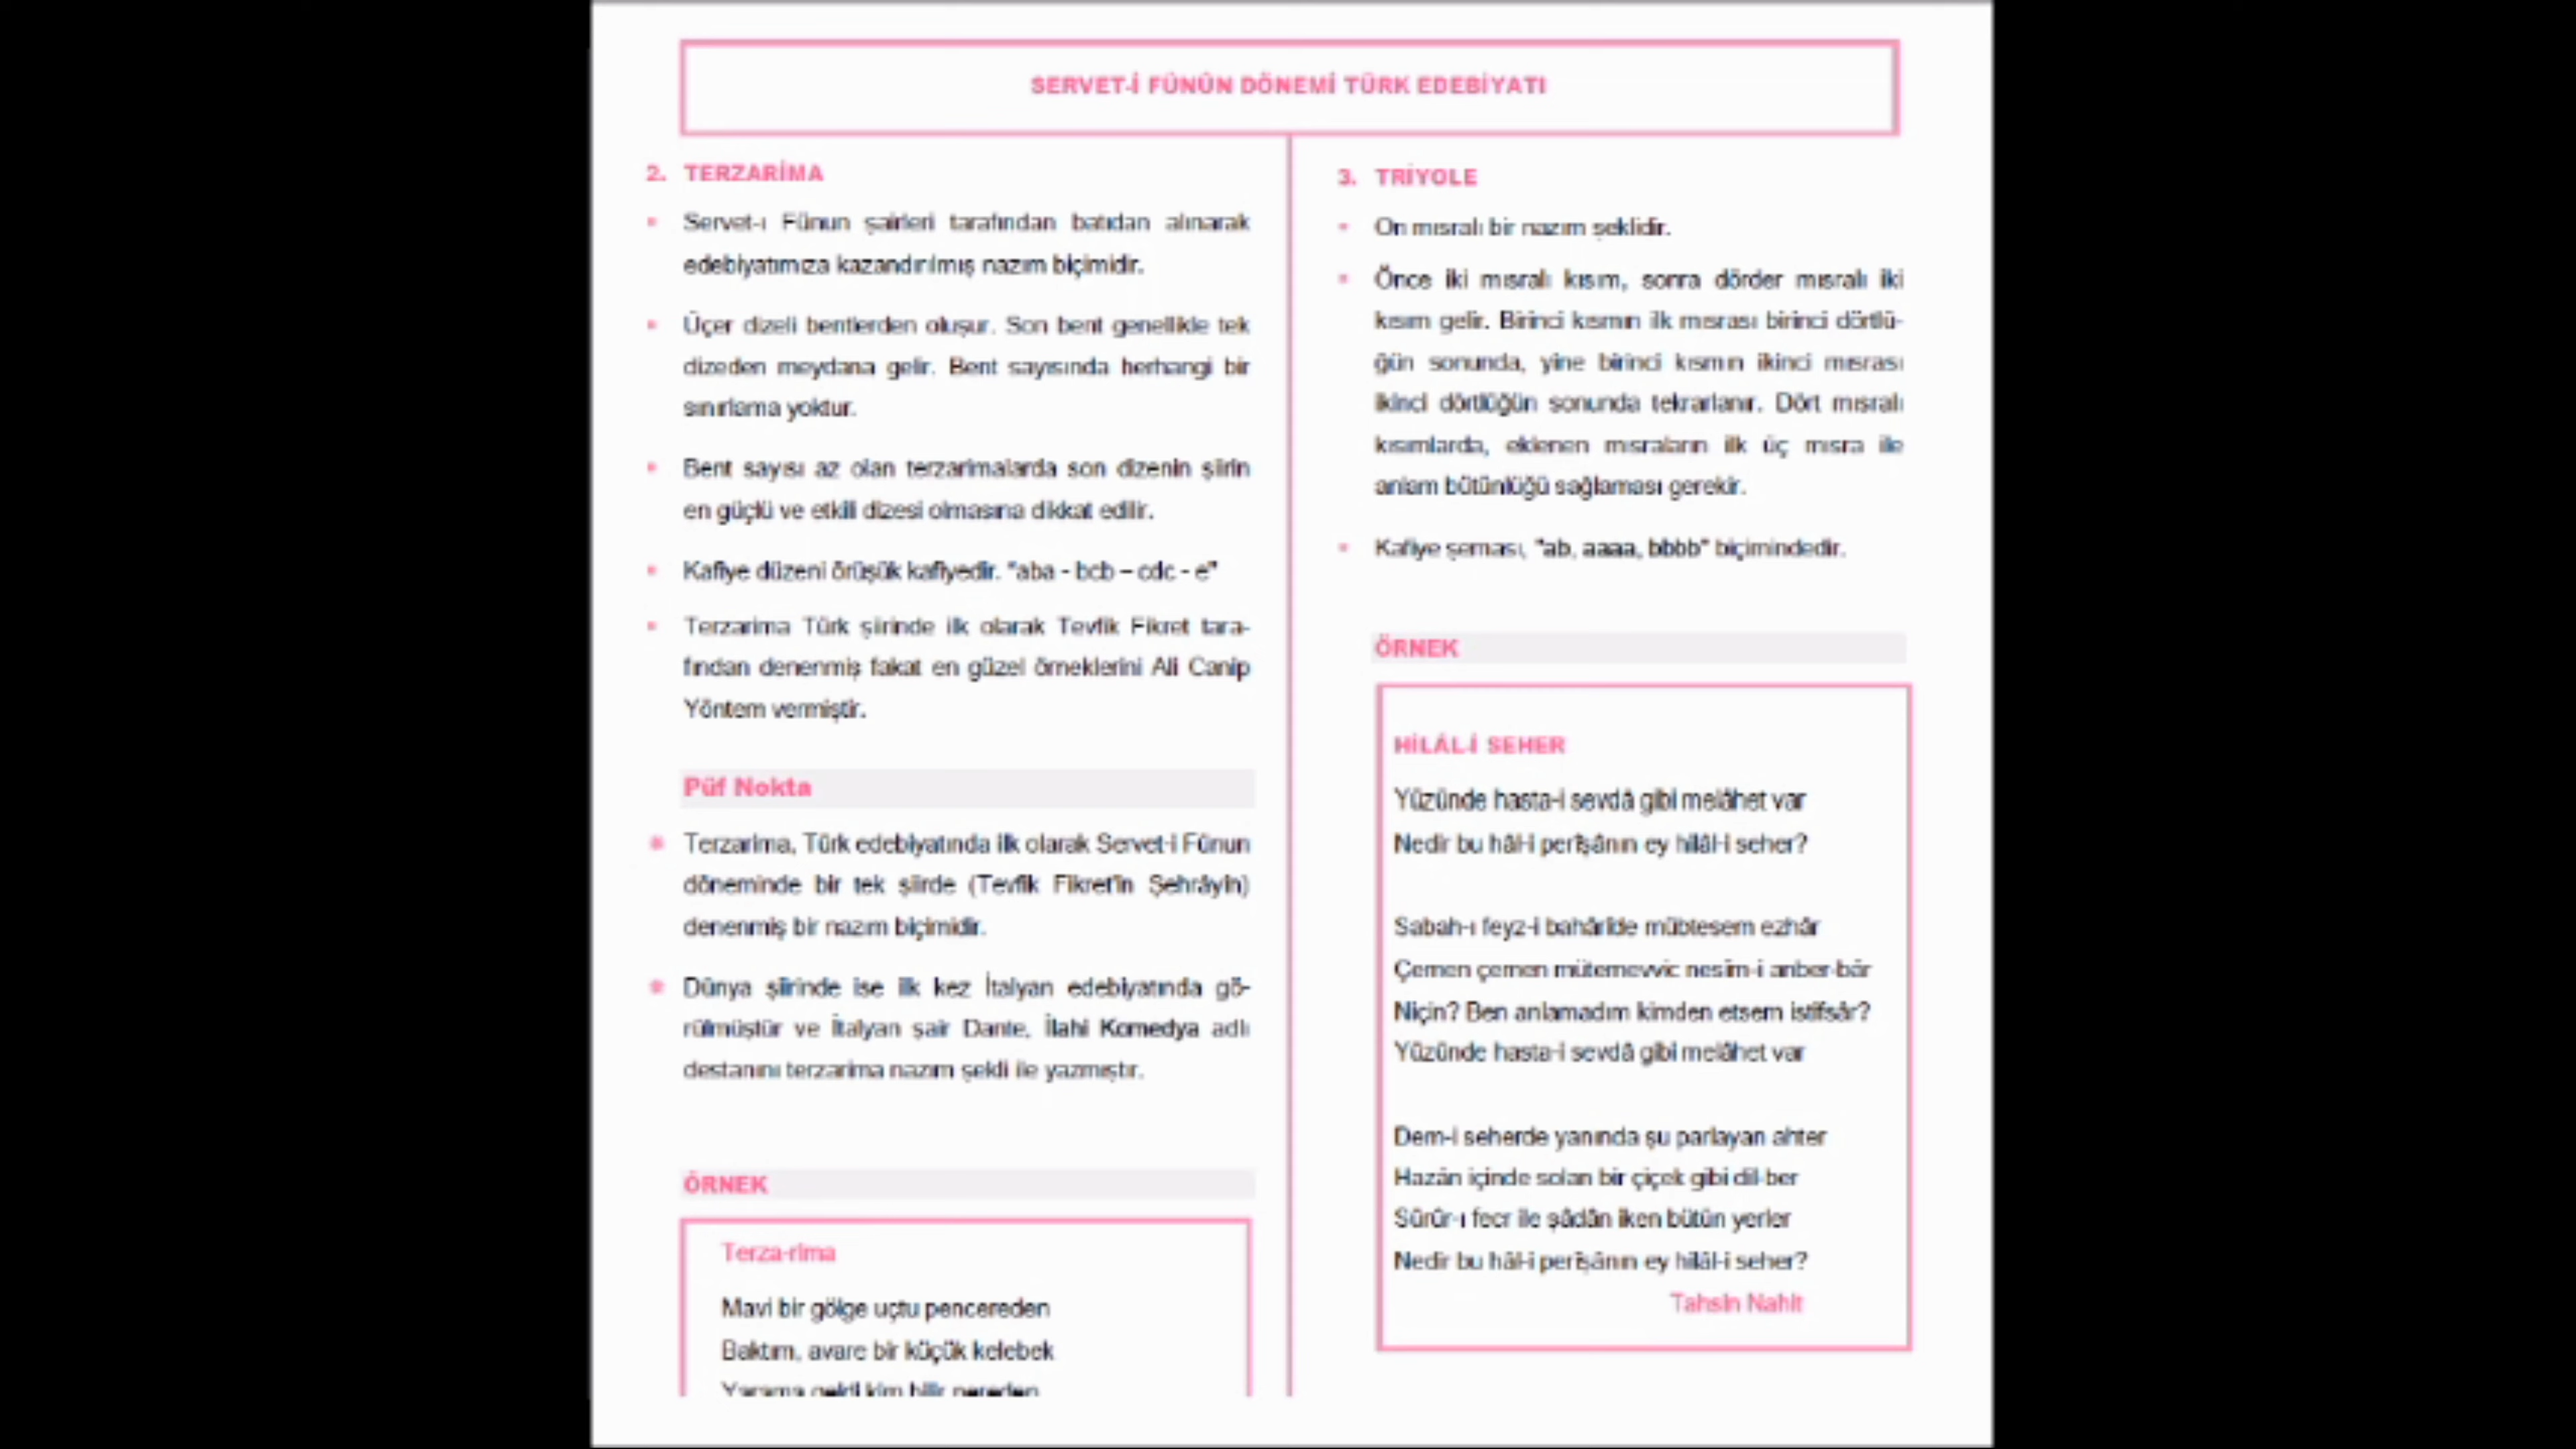 SERVET-İ FÜNÛN DÖNEMİ TÜRK EDEBİYATI
2. TERZARİMA
• Servet-ı Fünun şairleri tarafından batıdan alınarak
edebiyatımıza kazandırılmış nazım biçimidir.
• Üçer dizeli bentlerden oluşur. Son bent genellikle tek
dizeden meydana gelir. Bent sayısında herhangi bir
sınırlama yoktur.
• Bent sayısı az olan terzarimalarda son dizenin şiirin
en güçlü ve etkili dizesi olmasına dikkat edilir.
• Kafiye düzeni örüşük kafiyedir. "aba - bcb – cdc - e"
• Terzarima Türk şiirinde ilk olarak Tevfik Fikret tara-
fından denenmiş fakat en güzel örneklerini Ali Canip
Yöntem vermiştir.
Püf Nokta
Terzarima, Türk edebiyatında ilk olarak Servet-i Fünun
döneminde bir tek şiirde (Tevfik Fikret'in Şehrâyin)
denenmiş bir nazım biçimidir.
Dünya şiirinde ise ilk kez İtalyan edebiyatında gö-
rülmüştür ve İtalyan şair Dante, İlahi Komedya adlı
destanını terzarima nazım şekli ile yazmıştır.
ÖRNEK
Terza-rima
Mavi bir gölge uçtu pencereden
Baktım, avare bir küçük kelebek
Yarama geldi kim bilir nereden
3. TRİYOLE
• On mısralı bir nazım şeklidir.
• Önce iki mısralı kısım, sonra dörder mısralı iki
kısım gelir. Birinci kısmın ilk mısrası birinci dörtlü-
ğün sonunda, yine birinci kısmın ikinci mısrası
ikinci dörtlüğün sonunda tekrarlanır. Dört mısralı
kısımlarda, eklenen mısraların ilk üç mısra ile
anlam bütünlüğü sağlaması gerekir.
• Kafiye şeması, "ab, aaaa, bbbb" biçimindedir.
ÖRNEK
HİLÂL-İ SEHER
Yüzünde hasta-i sevdâ gibi melâhet var
Nedir bu hâl-i perîşânın ey hilâl-i seher?
Sabah-ı feyz-i bahârîde mübtesem ezhâr
Çemen çemen mütemevvic nesîm-i anber-bâr
Niçin? Ben anlamadım kimden etsem istifsâr?
Yüzünde hasta-i sevdâ gibi melâhet var
Dem-i seherde yanında şu parlayan ahter
Hazân içinde solan bir çiçek gibi dil-ber
Sürûr-ı fecr ile şâdân iken bütün yerler
Nedir bu hâl-i perîşânın ey hilâl-i seher?
Tahsin Nahit